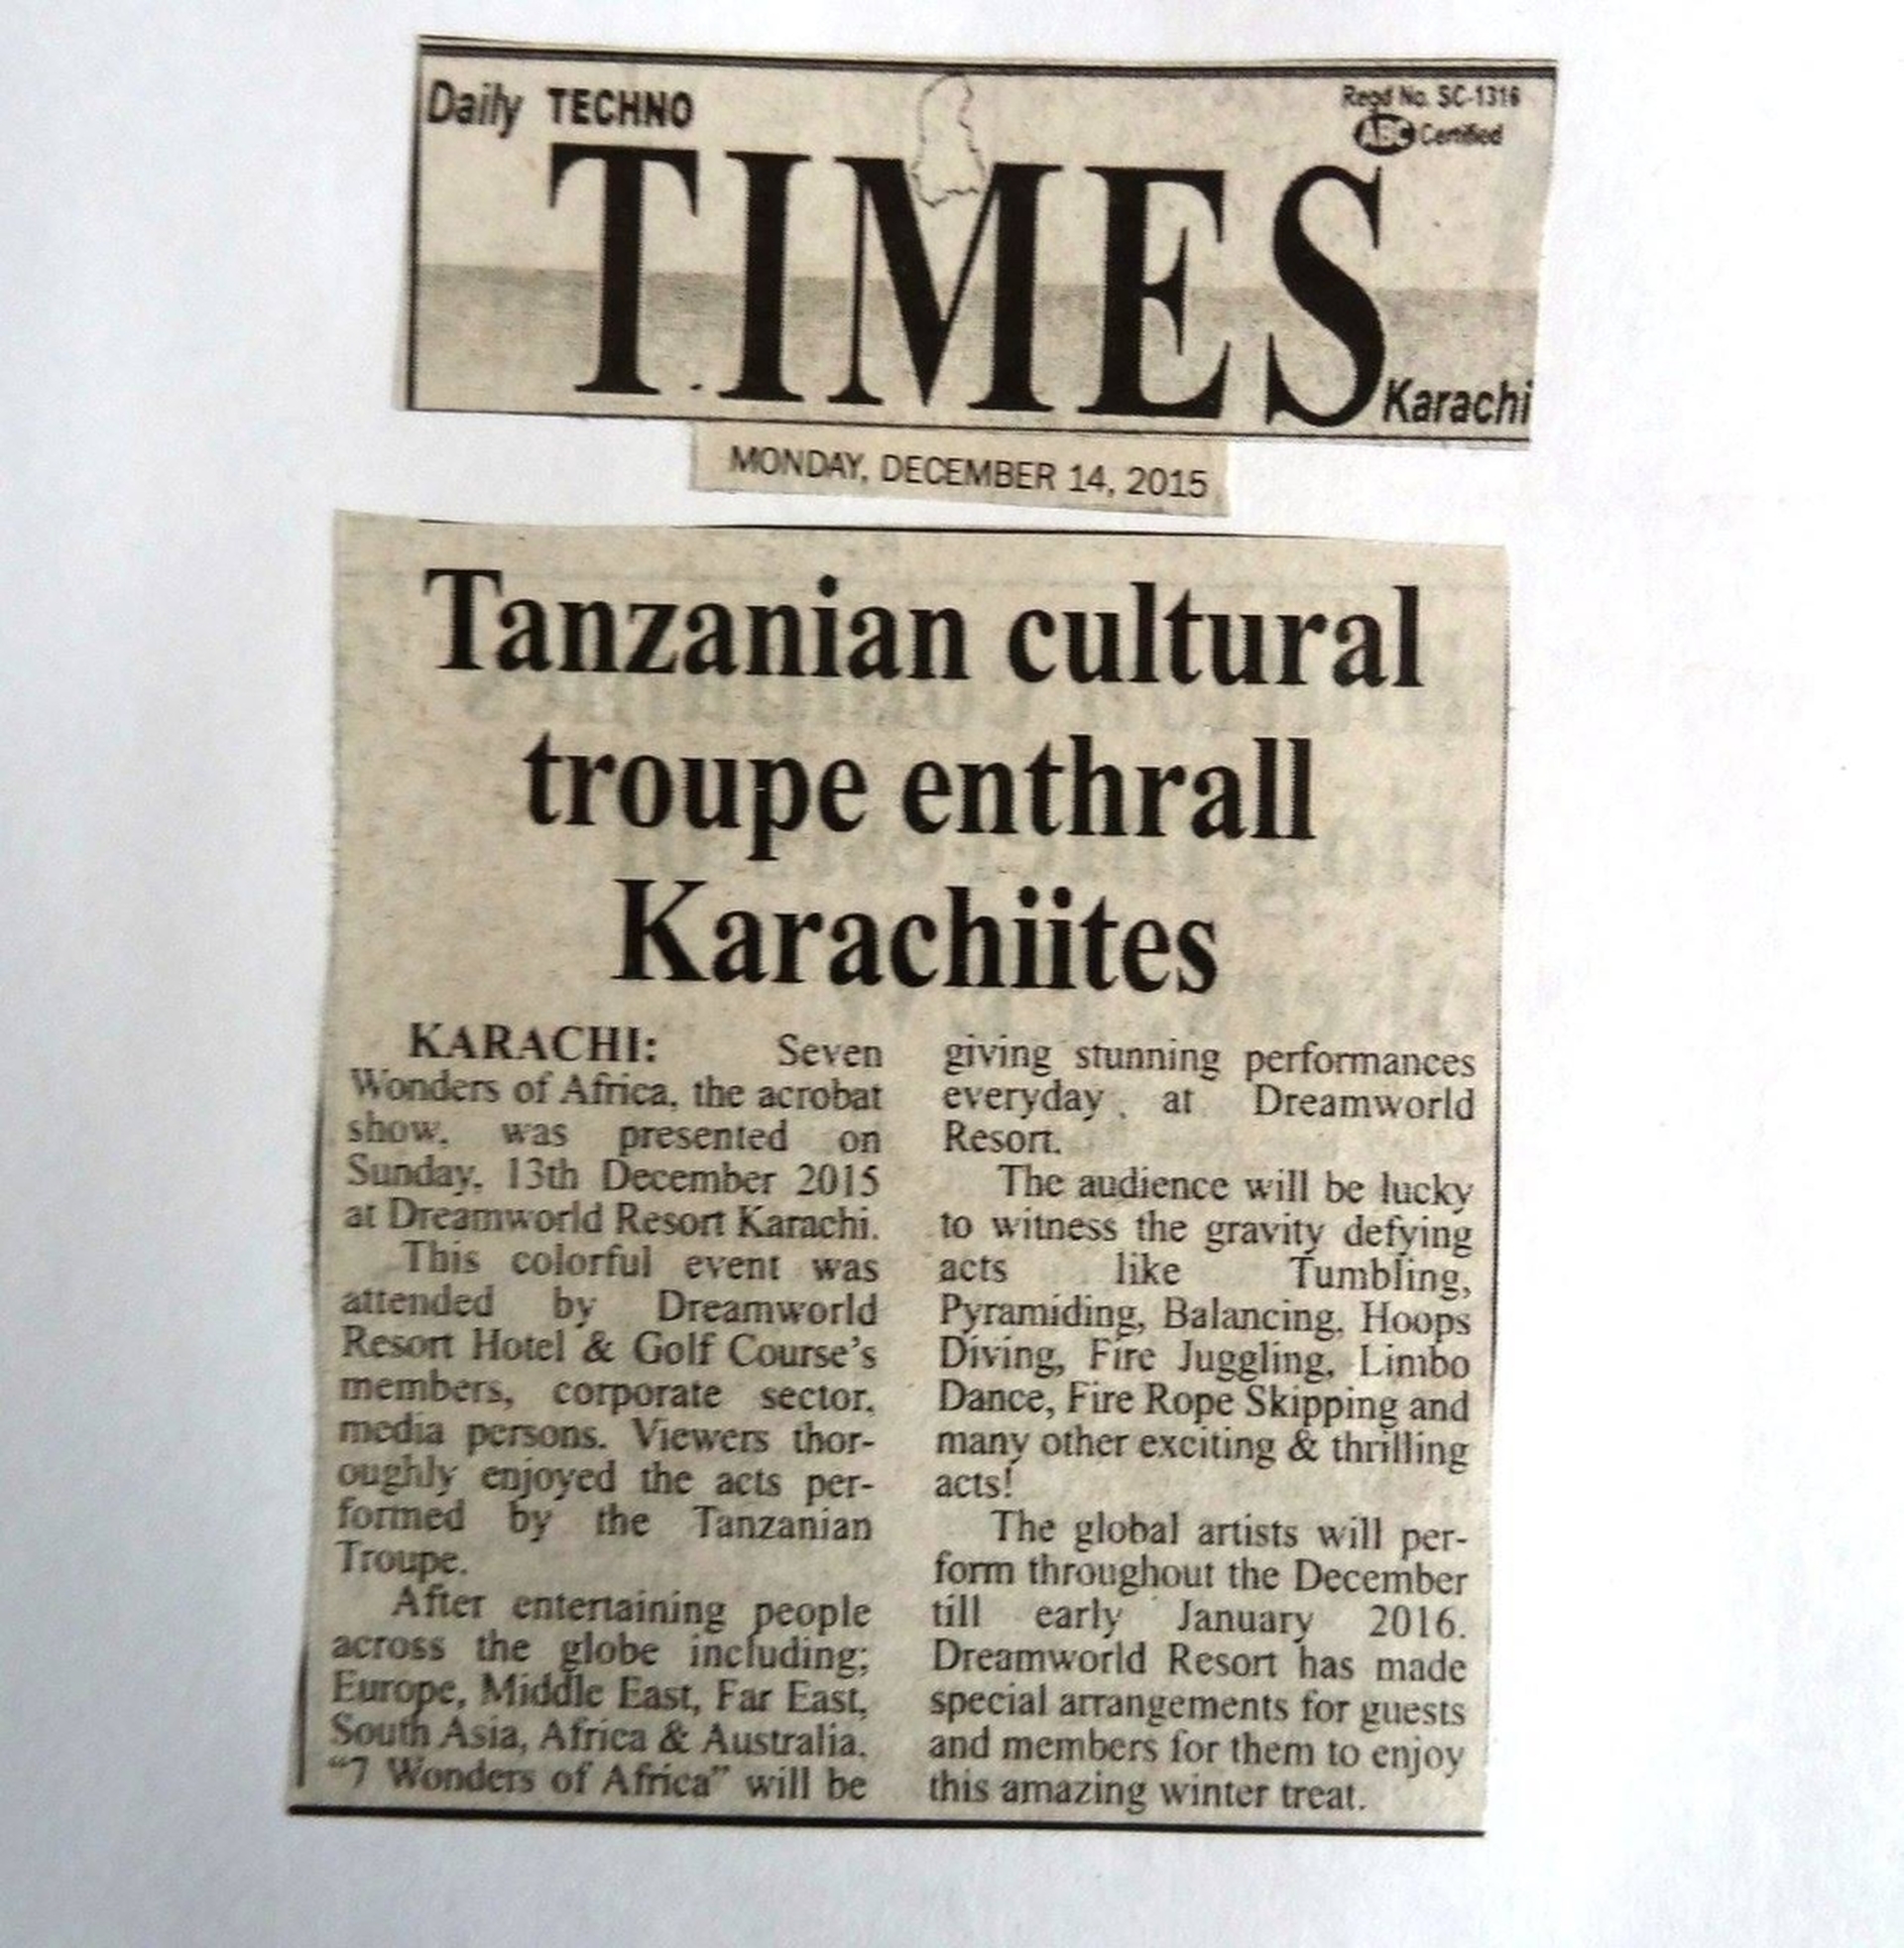 Daily TECHNO
Regd No. SC-1316
ABC Certified
TIMES
Karachi
MONDAY, DECEMBER 14, 2015
Tanzanian cultural
troupe enthrall
Karachiites
KARACHI: Seven
Wonders of Africa, the acrobat
show, was presented on
Sunday, 13th December 2015
at Dreamworld Resort Karachi.
This colorful event was
attended by Dreamworld
Resort Hotel & Golf Course's
members, corporate sector,
media persons. Viewers thor-
oughly enjoyed the acts per-
formed by the Tanzanian
Troupe.
After entertaining people
across the globe including;
Europe, Middle East, Far East,
South Asia, Africa & Australia,
"7 Wonders of Africa" will be
giving stunning performances
everyday, at Dreamworld
Resort.
The audience will be lucky
to witness the gravity defying
acts like Tumbling,
Pyramiding, Balancing, Hoops
Diving, Fire Juggling, Limbo
Dance, Fire Rope Skipping and
many other exciting & thrilling
acts!
The global artists will per-
form throughout the December
till early January 2016.
Dreamworld Resort has made
special arrangements for guests
and members for them to enjoy
this amazing winter treat.